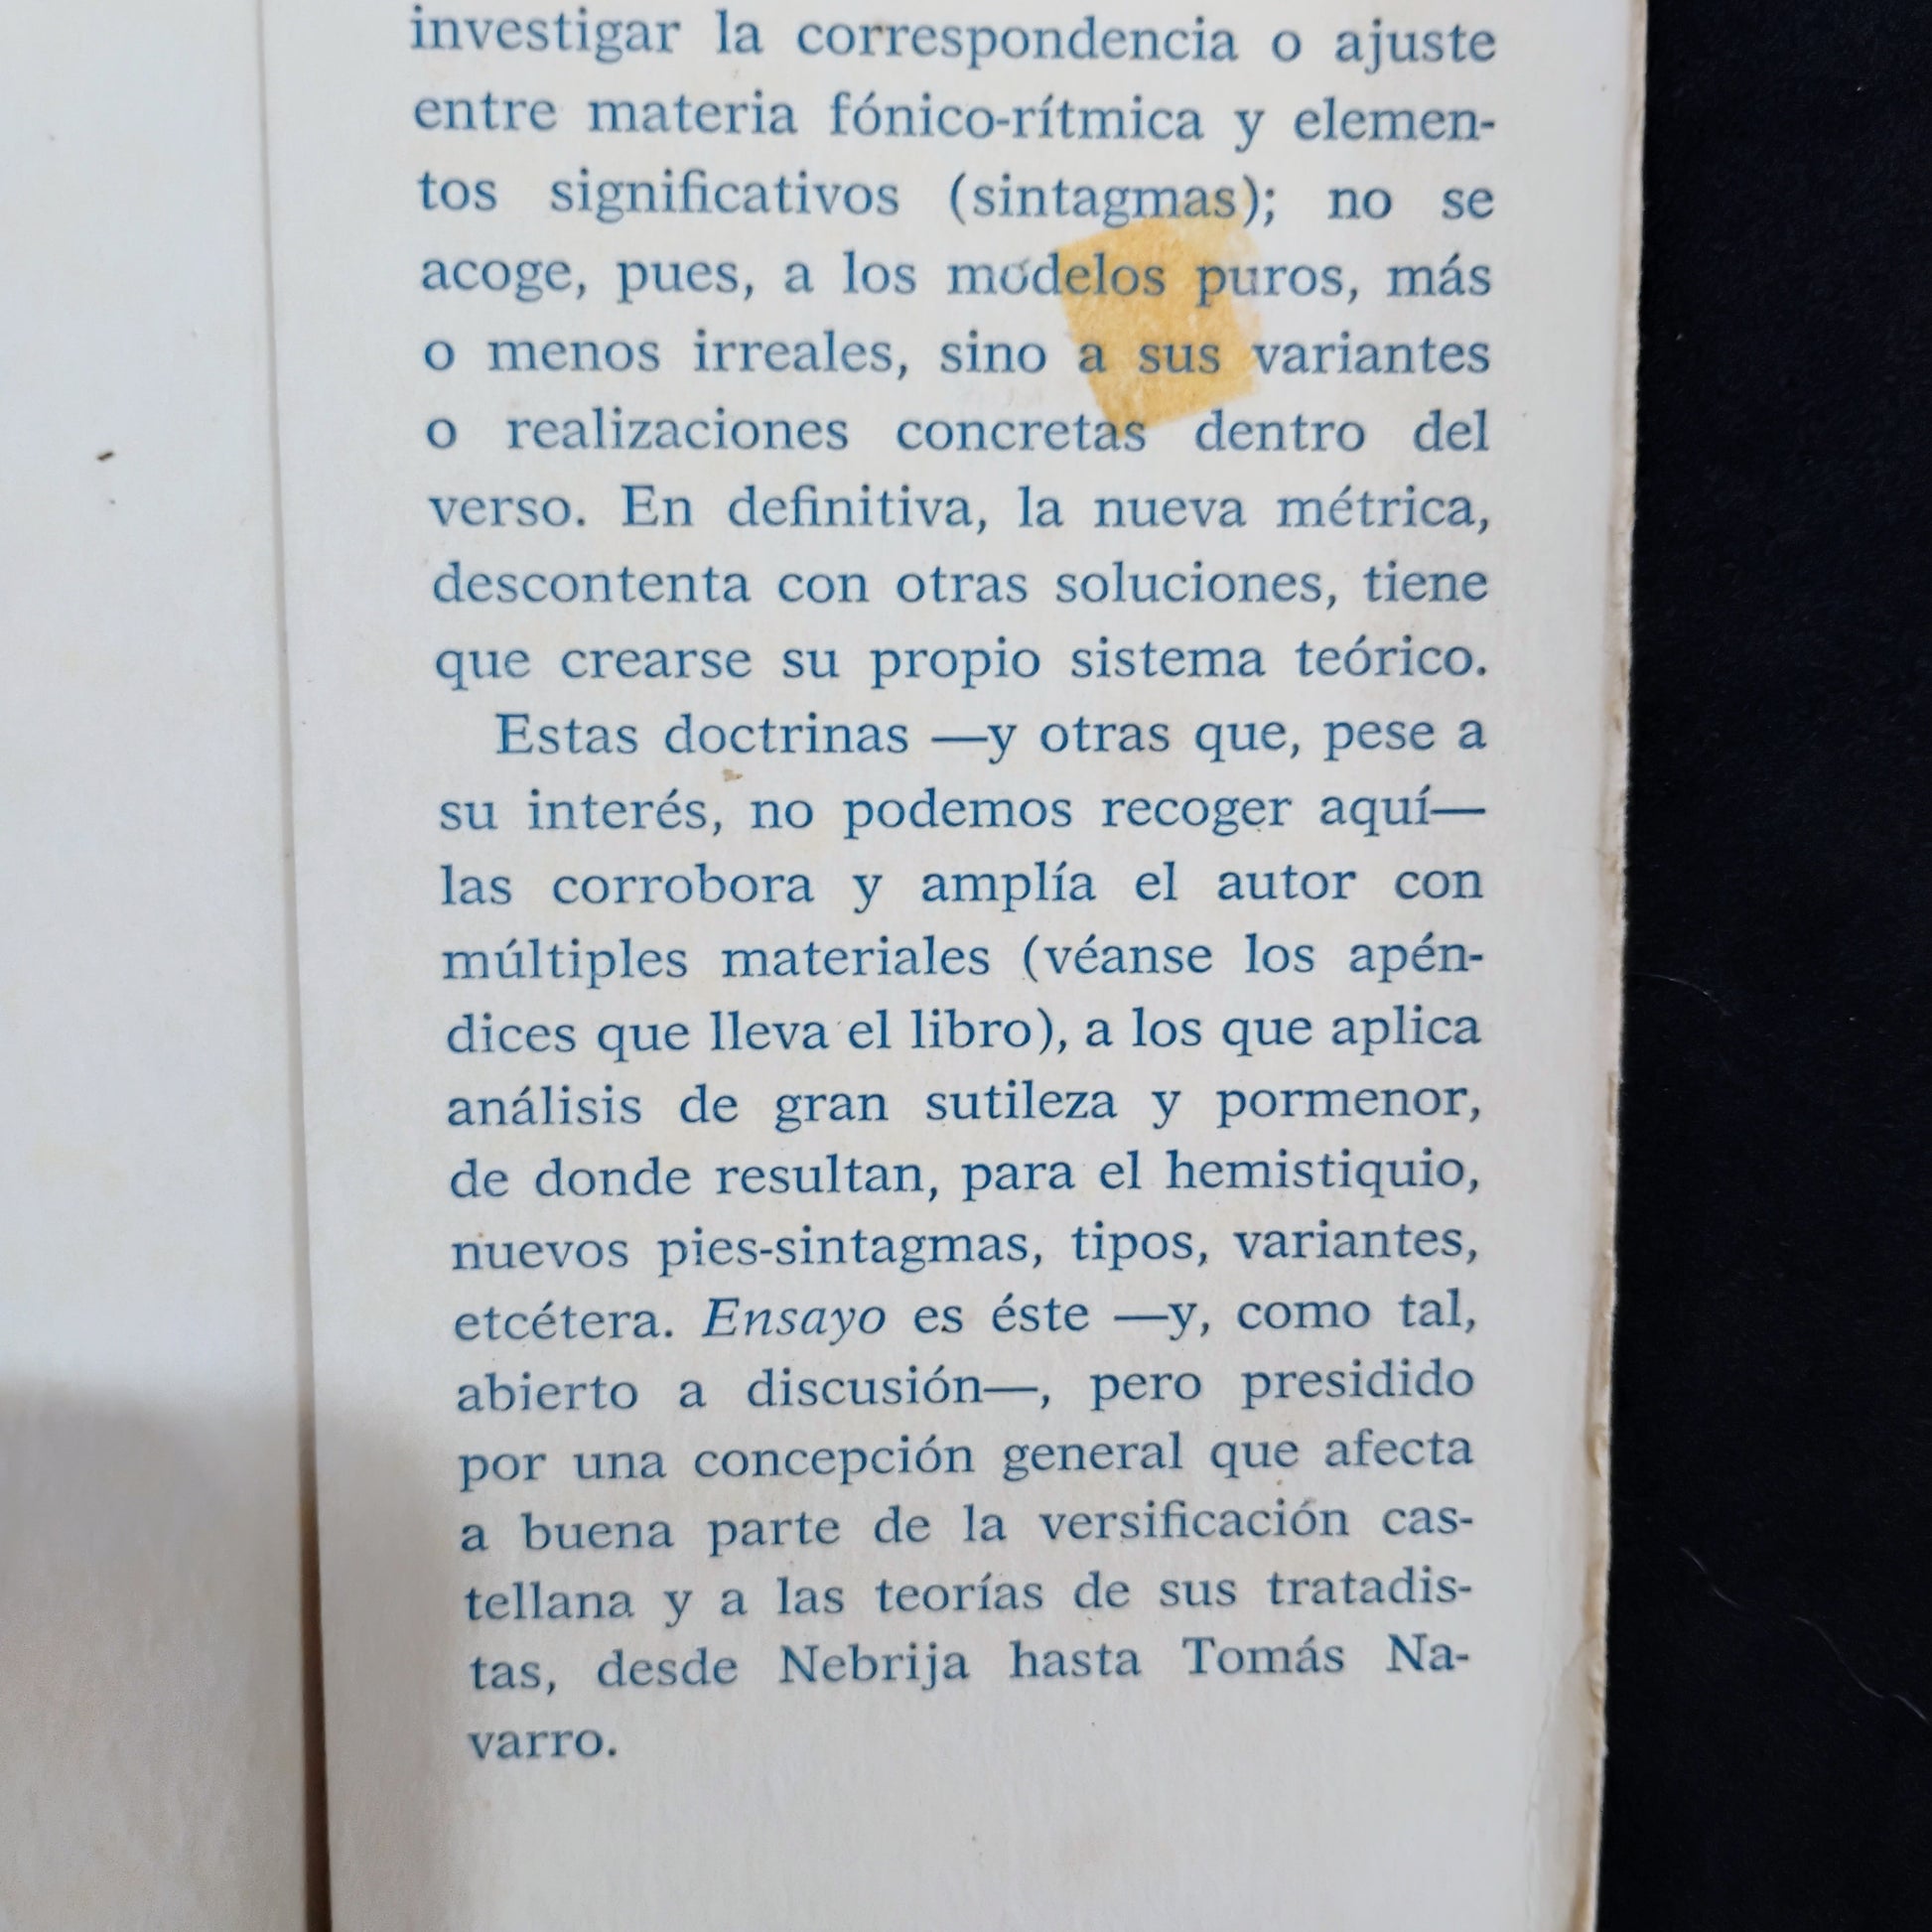 investigar la correspondencia o ajuste
entre materia fónico-rítmica y elemen-
tos significativos (sintagmas); no se
acoge, pues, a los modelos puros, más
o menos irreales, sino a sus variantes
o realizaciones concretas dentro del
verso. En definitiva, la nueva métrica,
descontenta con otras soluciones, tiene
que crearse su propio sistema teórico.
Estas doctrinas —y otras que, pese a
su interés, no podemos recoger aquí—
las corrobora y amplía el autor con
múltiples materiales (véanse los apén-
dices que lleva el libro), a los que aplica
análisis de gran sutileza y pormenor,
de donde resultan, para el hemistiquio,
nuevos pies-sintagmas, tipos, variantes,
etcétera. Ensayo es éste —y, como tal,
abierto a discusión—, pero presidido
por una concepción general que afecta
a buena parte de la versificación cas-
tellana y a las teorías de sus tratadis-
tas, desde Nebrija hasta Tomás Na-
varro.